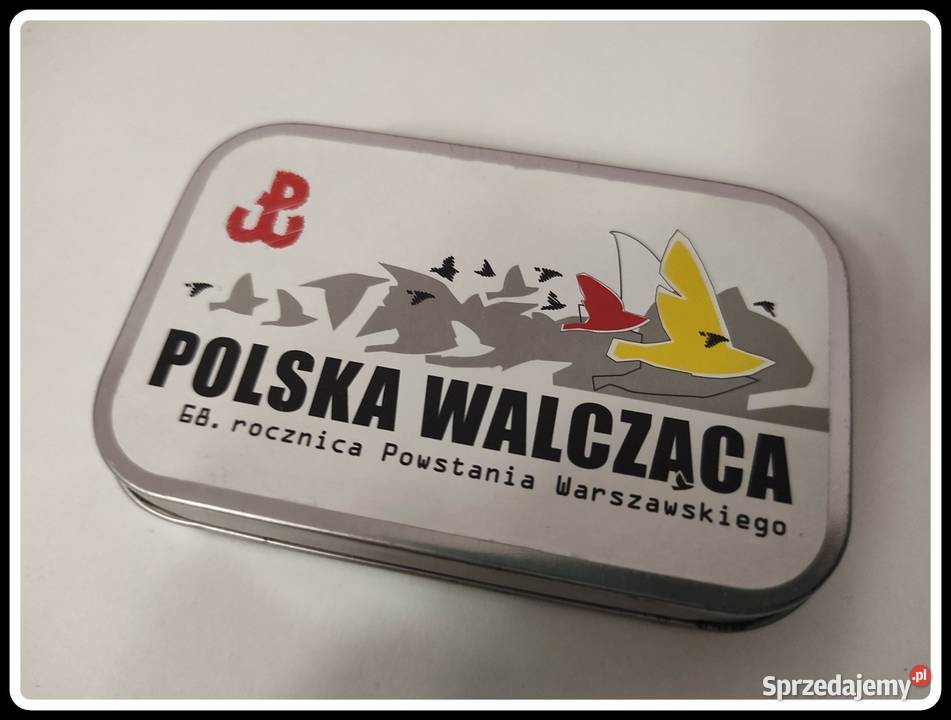 POLSKA WALCZĄCA
68. rocznica Powstania Warszawskiego
Sprzedajemy.pl